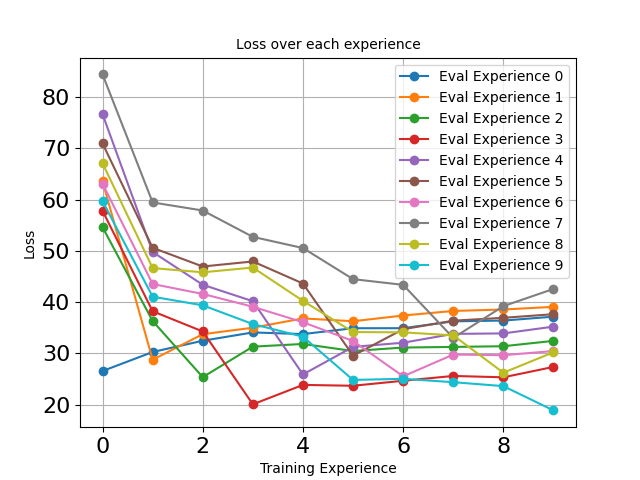 Loss over each experience
Loss
80
70
60
50
40
30
20
Eval Experience 0
Eval Experience 1
Eval Experience 2
Eval Experience 3
Eval Experience 4
Eval Experience 5
Eval Experience 6
Eval Experience 7
Eval Experience 8
Eval Experience 9
0 2 4 6 8
Training Experience